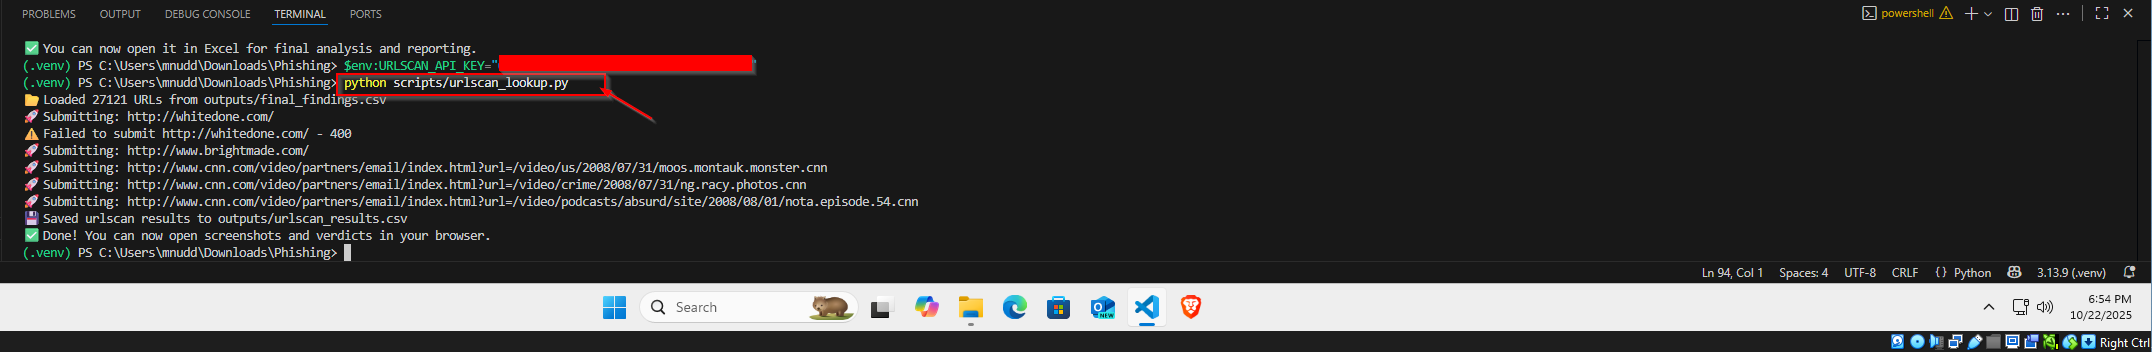 PROBLEMS OUTPUT DEBUG CONSOLE TERMINAL PORTS powershell
You can now open it in Excel for final analysis and reporting.
(.venv) PS C:\Users\mnudd\Downloads\Phishing> $env:URLSCAN_API_KEY=" "
(.venv) PS C:\Users\mnudd\Downloads\Phishing> python scripts/urlscan_lookup.py
Loaded 27121 URLs from outputs/final_findings.csv
Submitting: http://whitedone.com/
Failed to submit http://whitedone.com/ - 400
Submitting: http://www.brightmade.com/
Submitting: http://www.cnn.com/video/partners/email/index.html?url=/video/us/2008/07/31/moos.montauk.monster.cnn
Submitting: http://www.cnn.com/video/partners/email/index.html?url=/video/crime/2008/07/31/ng.racy.photos.cnn
Submitting: http://www.cnn.com/video/partners/email/index.html?url=/video/podcasts/absurd/site/2008/08/01/nota.episode.54.cnn
Saved urlscan results to outputs/urlscan_results.csv
Done! You can now open screenshots and verdicts in your browser.
(.venv) PS C:\Users\mnudd\Downloads\Phishing>
Ln 94, Col 1 Spaces: 4 UTF-8 CRLF {} Python 3.13.9 (.venv)
Search
NEW
6:54 PM
10/22/2025
Right Ctrl